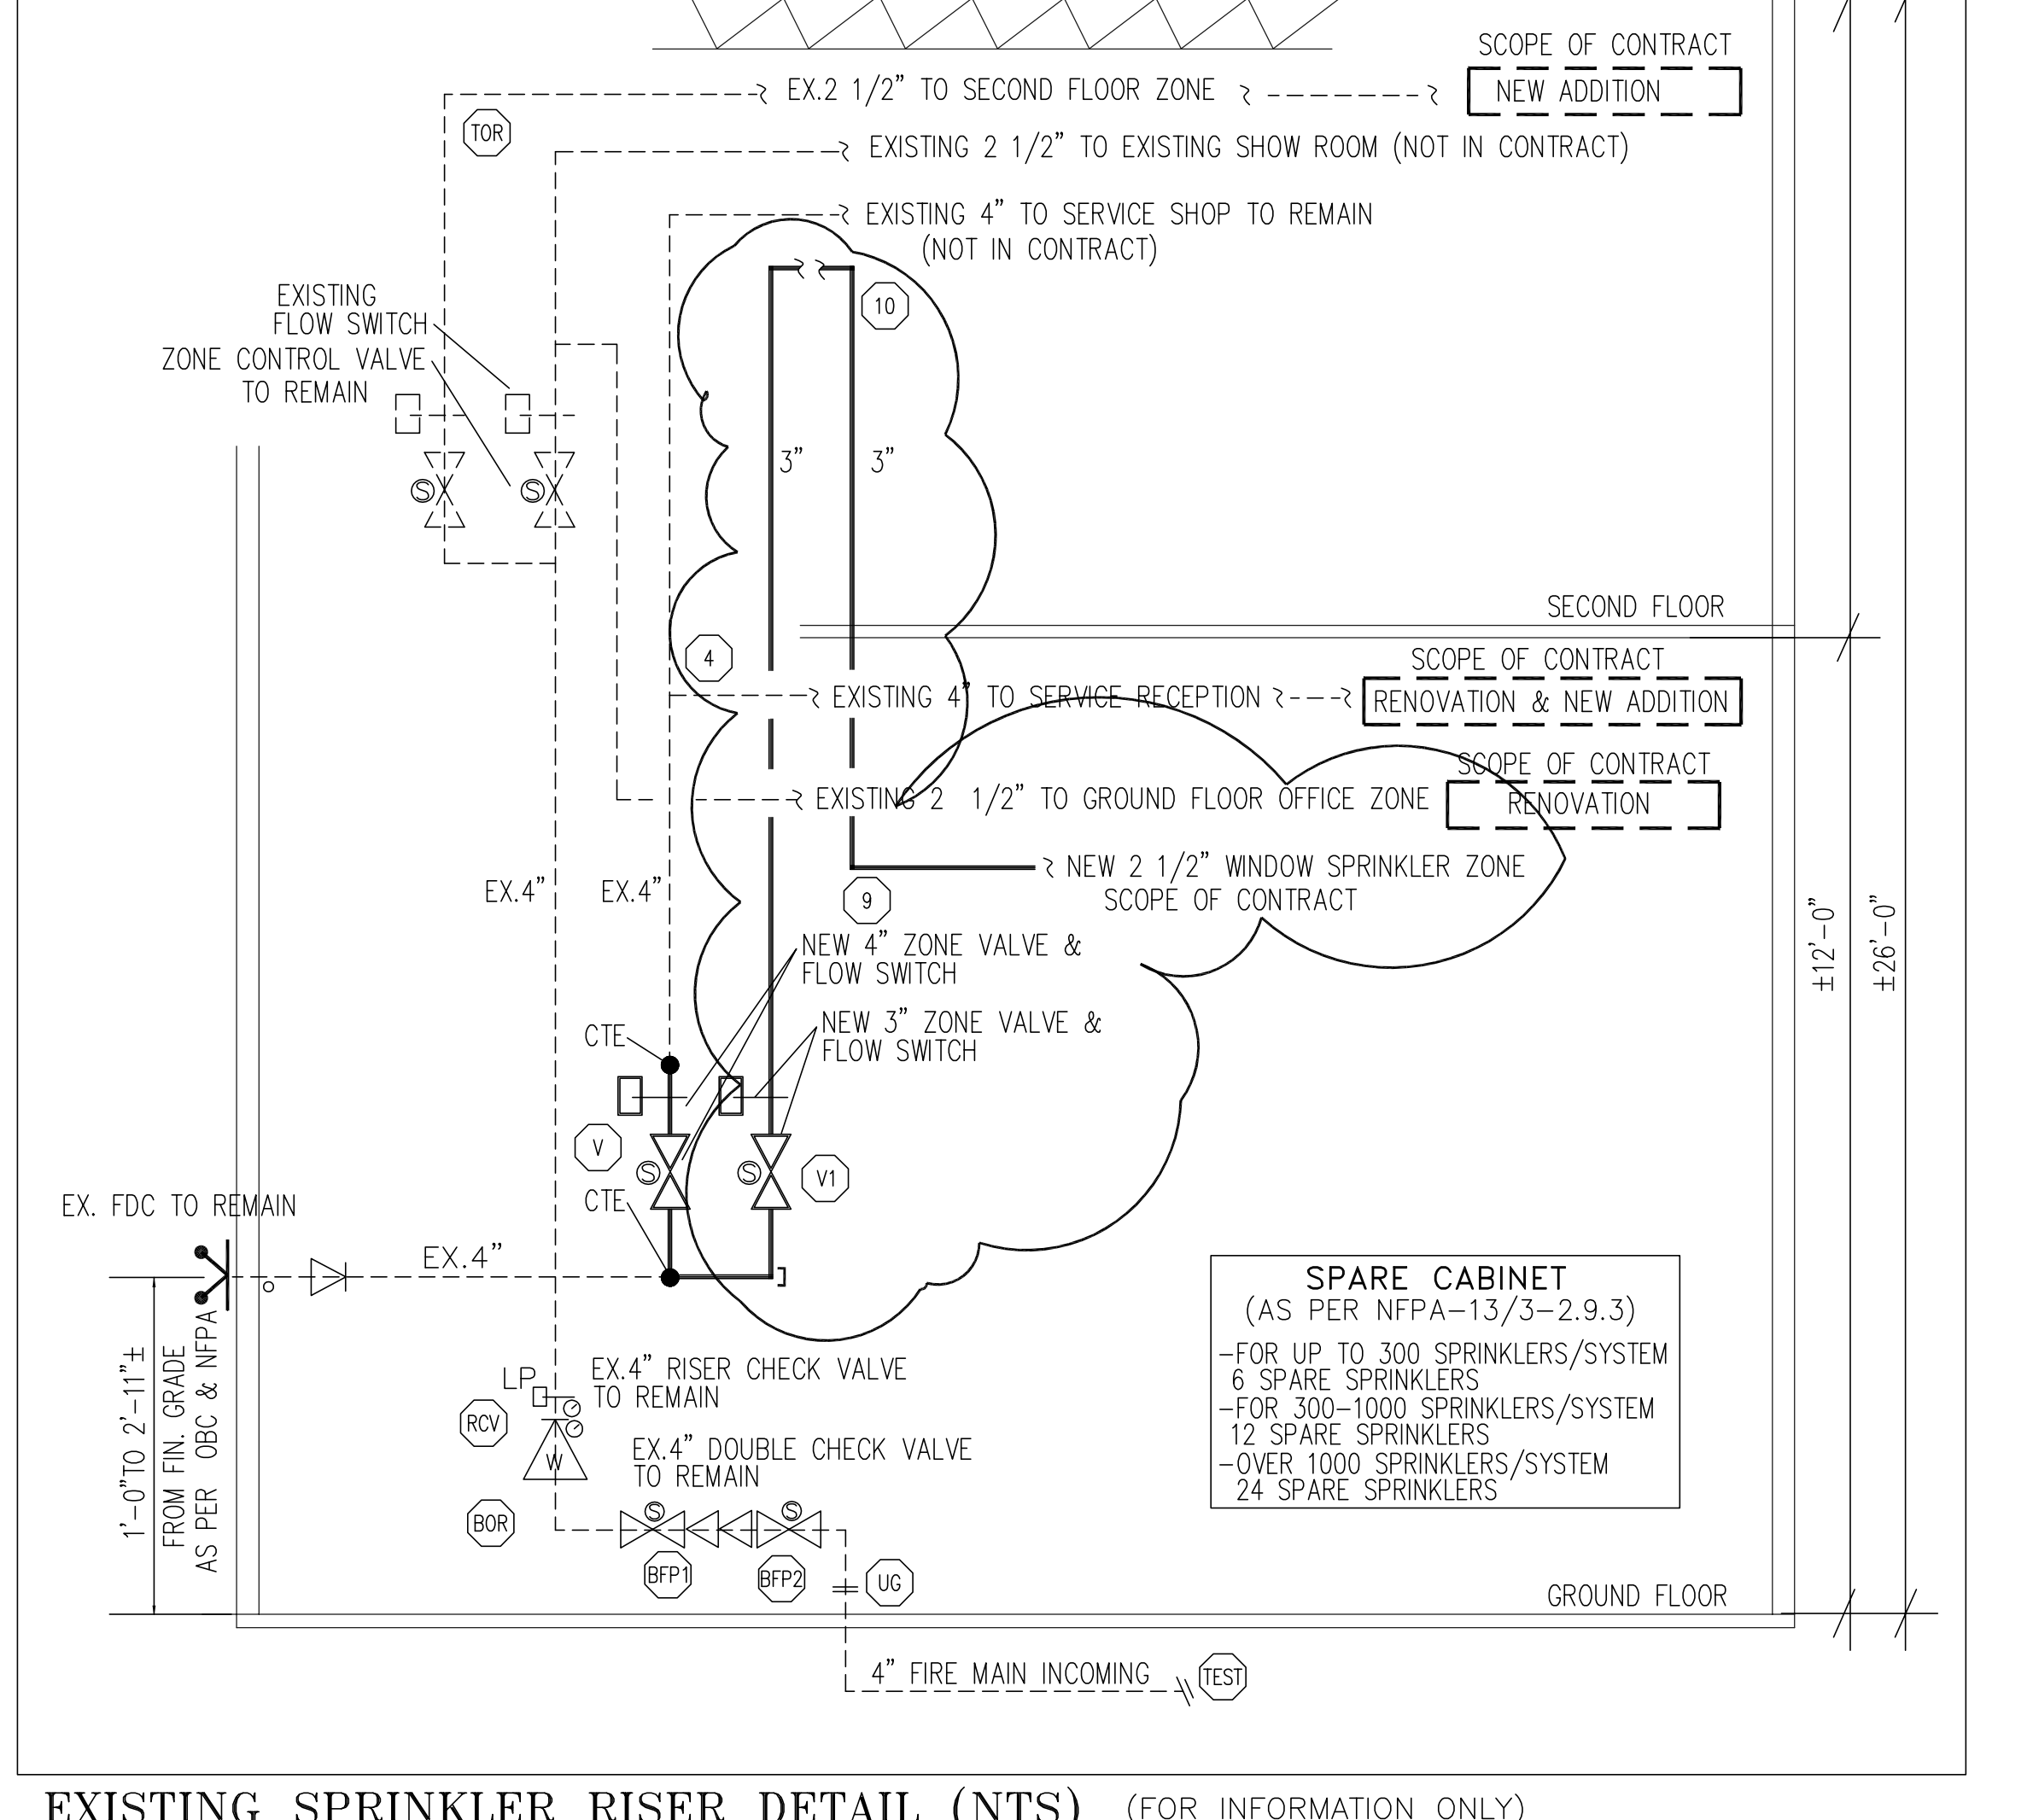 SCOPE OF CONTRACT
EX.2 1/2" TO SECOND FLOOR ZONE
NEW ADDITION
TOR
EXISTING 2 1/2" TO EXISTING SHOW ROOM (NOT IN CONTRACT)
EXISTING 4" TO SERVICE SHOP TO REMAIN
(NOT IN CONTRACT)
10
EXISTING
FLOW SWITCH
ZONE CONTROL VALVE
TO REMAIN
3"
3"
S
S
SECOND FLOOR
4
SCOPE OF CONTRACT
EXISTING 4" TO SERVICE RECEPTION
RENOVATION & NEW ADDITION
SCOPE OF CONTRACT
EXISTING 2 1/2" TO GROUND FLOOR OFFICE ZONE
RENOVATION
NEW 2 1/2" WINDOW SPRINKLER ZONE
SCOPE OF CONTRACT
9
EX.4"
EX.4"
±12'-0"
±26'-0"
NEW 4" ZONE VALVE &
FLOW SWITCH
NEW 3" ZONE VALVE &
FLOW SWITCH
CTE
V
S
S
V1
CTE
EX. FDC TO REMAIN
EX.4"
1'-0"TO 2'-11"±
FROM FIN. GRADE
AS PER OBC & NFPA
SPARE CABINET
(AS PER NFPA-13/3-2.9.3)
-FOR UP TO 300 SPRINKLERS/SYSTEM
6 SPARE SPRINKLERS
-FOR 300-1000 SPRINKLERS/SYSTEM
12 SPARE SPRINKLERS
-OVER 1000 SPRINKLERS/SYSTEM
24 SPARE SPRINKLERS
EX.4" RISER CHECK VALVE
TO REMAIN
LP
RCV
W
EX.4" DOUBLE CHECK VALVE
TO REMAIN
BOR
S
S
BFP1
BFP2
UG
GROUND FLOOR
4" FIRE MAIN INCOMING
TEST
EXISTING SPRINKLER RISER DETAIL (NTS) (FOR INFORMATION ONLY)